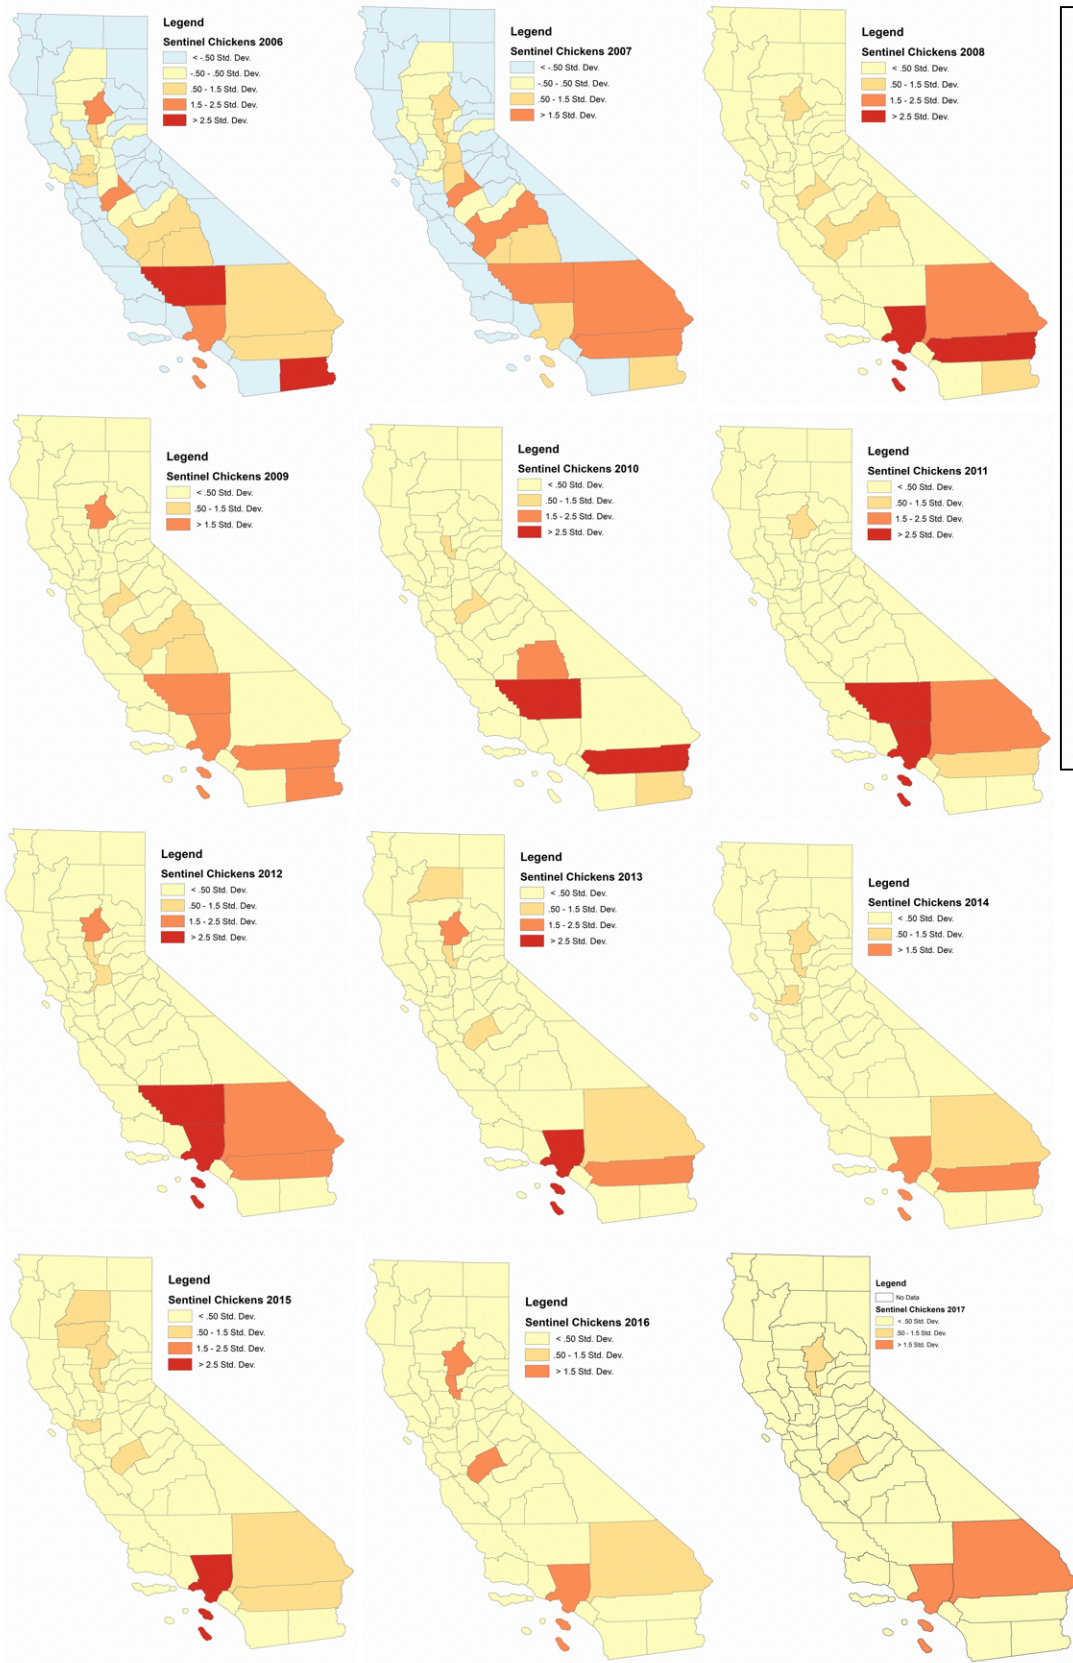 Legend
Sentinel Chickens 2006
< -.50 Std. Dev.
-.50 - .50 Std. Dev.
.50 - 1.5 Std. Dev.
1.5 - 2.5 Std. Dev.
> 2.5 Std. Dev.
Legend
Sentinel Chickens 2007
< -.50 Std. Dev.
-.50 - .50 Std. Dev.
.50 - 1.5 Std. Dev.
> 1.5 Std. Dev.
Legend
Sentinel Chickens 2008
< .50 Std. Dev.
.50 - 1.5 Std. Dev.
1.5 - 2.5 Std. Dev.
> 2.5 Std. Dev.
Legend
Sentinel Chickens 2009
< .50 Std. Dev.
.50 - 1.5 Std. Dev.
> 1.5 Std. Dev.
Legend
Sentinel Chickens 2010
< .50 Std. Dev.
.50 - 1.5 Std. Dev.
1.5 - 2.5 Std. Dev.
> 2.5 Std. Dev.
Legend
Sentinel Chickens 2011
< .50 Std. Dev.
.50 - 1.5 Std. Dev.
1.5 - 2.5 Std. Dev.
> 2.5 Std. Dev.
Legend
Sentinel Chickens 2012
< .50 Std. Dev.
.50 - 1.5 Std. Dev.
1.5 - 2.5 Std. Dev.
> 2.5 Std. Dev.
Legend
Sentinel Chickens 2013
< .50 Std. Dev.
.50 - 1.5 Std. Dev.
1.5 - 2.5 Std. Dev.
> 2.5 Std. Dev.
Legend
Sentinel Chickens 2014
< .50 Std. Dev.
.50 - 1.5 Std. Dev.
> 1.5 Std. Dev.
Legend
Sentinel Chickens 2015
< .50 Std. Dev.
.50 - 1.5 Std. Dev.
1.5 - 2.5 Std. Dev.
> 2.5 Std. Dev.
Legend
Sentinel Chickens 2016
< .50 Std. Dev.
.50 - 1.5 Std. Dev.
> 1.5 Std. Dev.
Legend
No Data
Sentinel Chickens 2017
< .50 Std. Dev.
.50 - 1.5 Std. Dev.
> 1.5 Std. Dev.